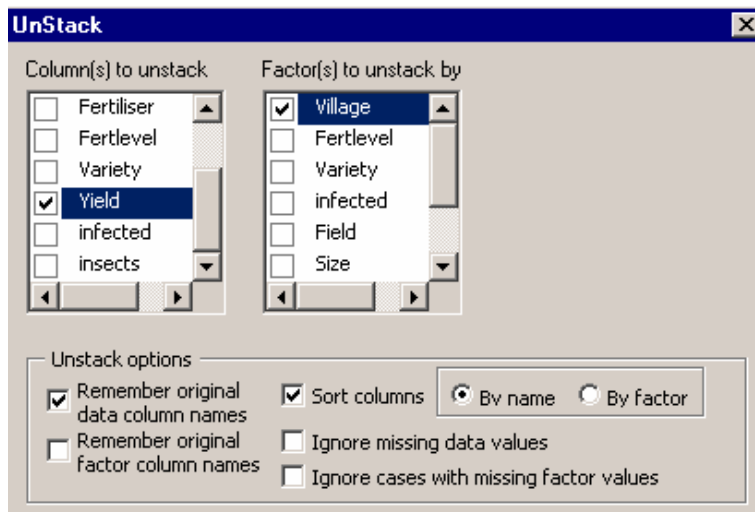 UnStack
Column(s) to unstack
Fertiliser
Fertlevel
Variety
Yield
infected
insects
Factor(s) to unstack by
Village
Fertlevel
Variety
infected
Field
Size
Unstack options
Remember original
data column names
Remember original
factor column names
Sort columns
By name
By factor
Ignore missing data values
Ignore cases with missing factor values